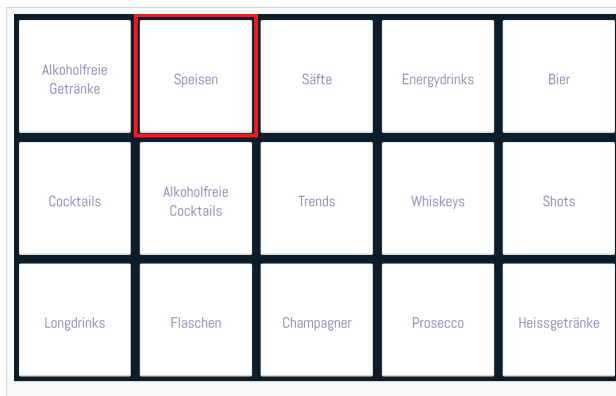 Alkoholfreie
Getränke
Speisen
Säfte
Energydrinks
Bier
Cocktails
Alkoholfreie
Cocktails
Trends
Whiskeys
Shots
Longdrinks
Flaschen
Champagner
Prosecco
Heissgetränke